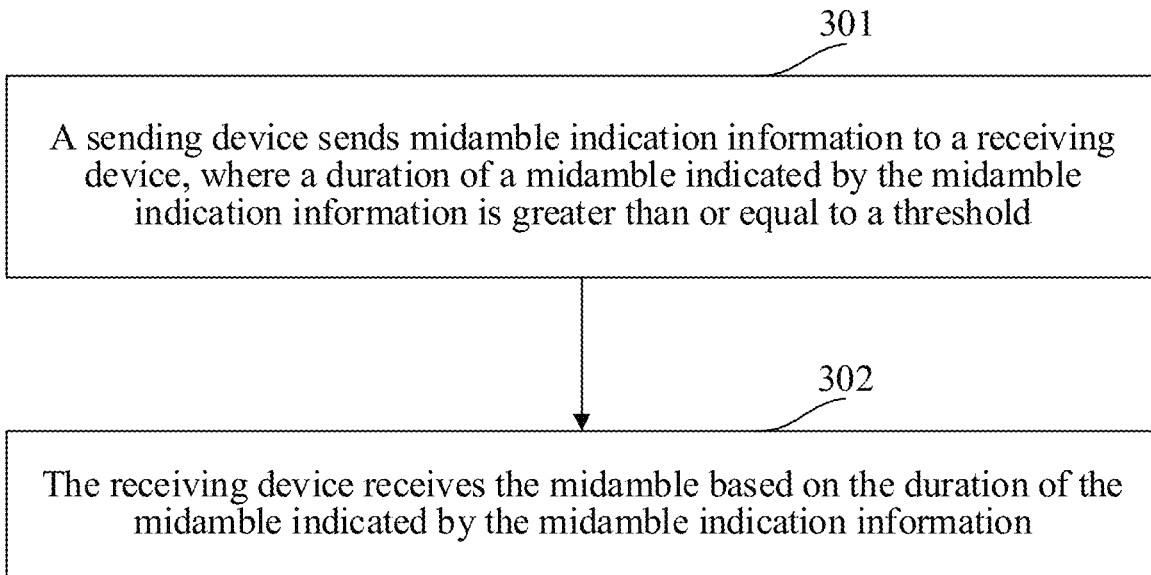 301
A sending device sends midamble indication information to a receiving
device, where a duration of a midamble indicated by the midamble
indication information is greater than or equal to a threshold
302
The receiving device receives the midamble based on the duration of the
midamble indicated by the midamble indication information